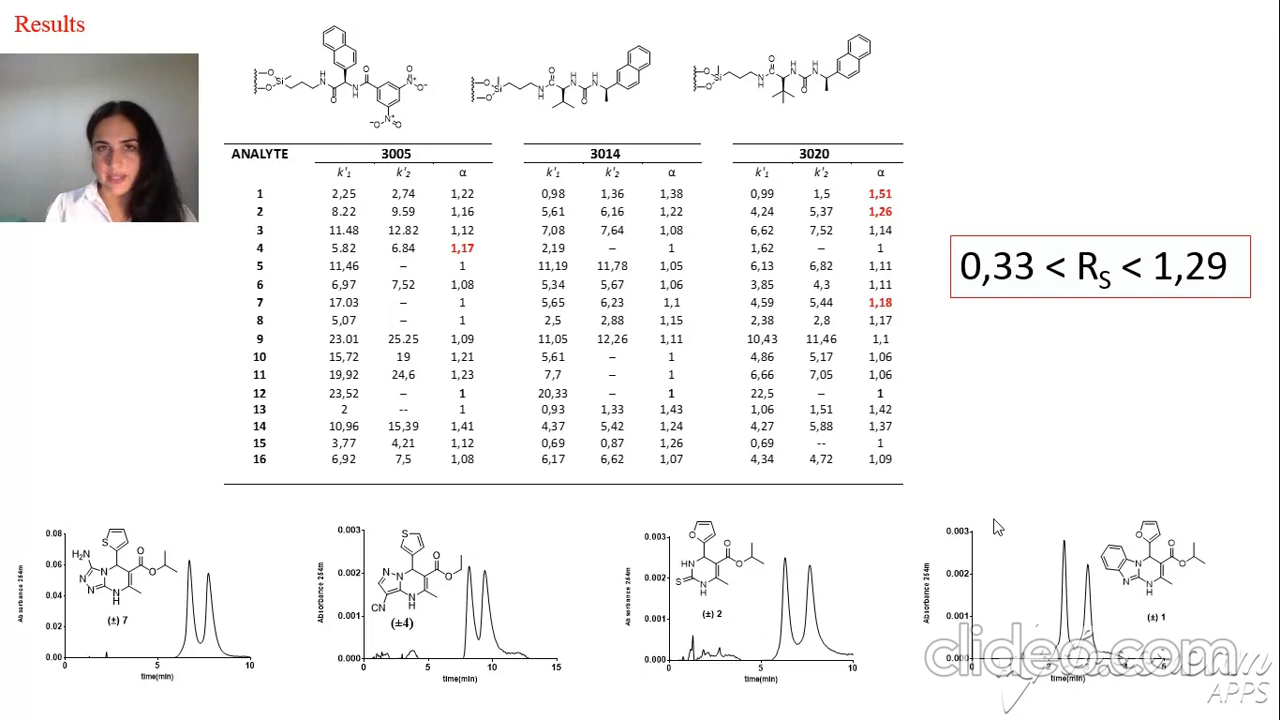 Results
ANALYTE 3005 3014 3020
k'₁ k'₂ α k'₁ k'₂ α k'₁ k'₂ α
1 2,25 2,74 1,22 0,98 1,36 1,38 0,99 1,5 1,51
2 8.22 9.59 1,16 5,61 6,16 1,22 4,24 5,37 1,26
3 11.48 12.82 1,12 7,08 7,64 1,08 6,62 7,52 1,14
4 5.82 6.84 1,17 2,19 – 1 1,62 – 1
5 11,46 – 1 11,19 11,78 1,05 6,13 6,82 1,11
6 6,97 7,52 1,08 5,34 5,67 1,06 3,85 4,3 1,11
7 17.03 – 1 5,65 6,23 1,1 4,59 5,44 1,18
8 5,07 – 1 2,5 2,88 1,15 2,38 2,8 1,17
9 23.01 25.25 1,09 11,05 12,26 1,11 10,43 11,46 1,1
10 15,72 19 1,21 5,61 – 1 4,86 5,17 1,06
11 19,92 24,6 1,23 7,7 – 1 6,66 7,05 1,06
12 23,52 – 1 20,33 – 1 22,5 – 1
13 2 -- 1 0,93 1,33 1,43 1,06 1,51 1,42
14 10,96 15,39 1,41 4,37 5,42 1,24 4,27 5,88 1,37
15 3,77 4,21 1,12 0,69 0,87 1,26 0,69 -- 1
16 6,92 7,5 1,08 6,17 6,62 1,07 4,34 4,72 1,09
0,33 < R_S < 1,29
Absorbance 254m
0.08
0.06
0.04
0.02
0.00
0 5 10
time(min)
(±) 7
Absorbance 254m
0.003
0.002
0.001
0.000
0 5 10 15
time(min)
(±4)
Absorbance 254m
0.003
0.002
0.001
0.000
0 5 10
time(min)
(±) 2
Absorbance 254m
0.003
0.002
0.001
0.000
time(min)
(±) 1
clideo.com
APPS